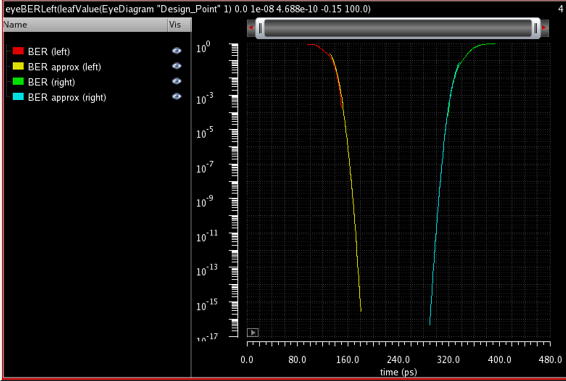 eyeBERLeft(leafValue(EyeDiagram "Design_Point" 1) 0.0 1e-08 4.688e-10 -0.15 100.0) 4
Name Vis
BER (left)
BER approx (left)
BER (right)
BER approx (right)
10^0
10^-3
10^-5
10^-7
10^-9
10^-11
10^-13
10^-15
10^-17
0.0 80.0 160.0 240.0 320.0 400.0 480.0
time (ps)